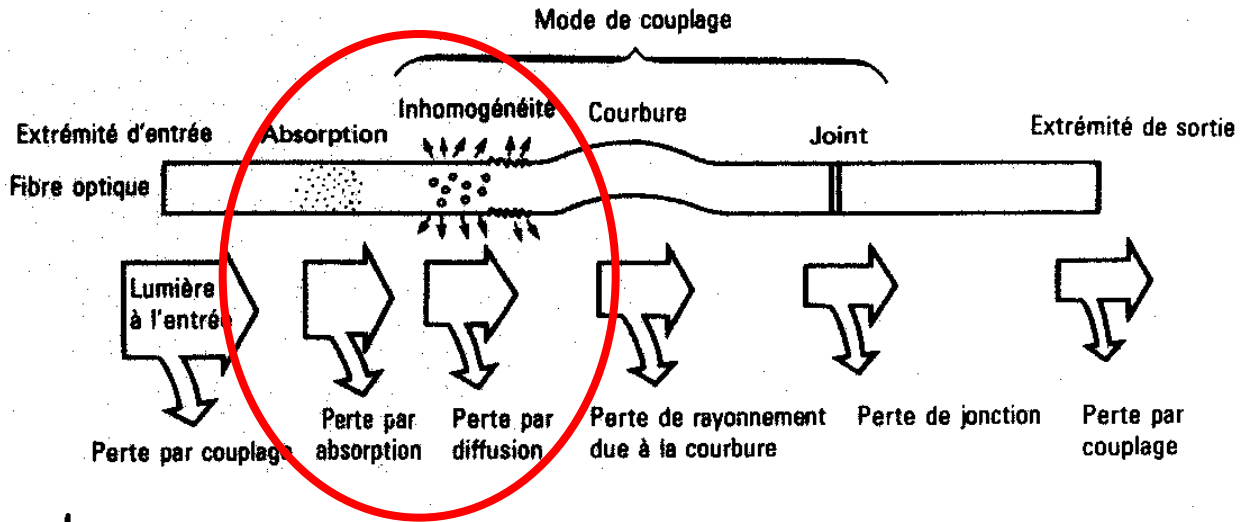 Mode de couplage
Inhomogénéité
Courbure
Extrémité d'entrée
Absorption
Joint
Extrémité de sortie
Fibre optique
Lumière
à l'entrée
Perte par couplage
Perte par
absorption
Perte par
diffusion
Perte de rayonnement
due à la courbure
Perte de jonction
Perte par
couplage